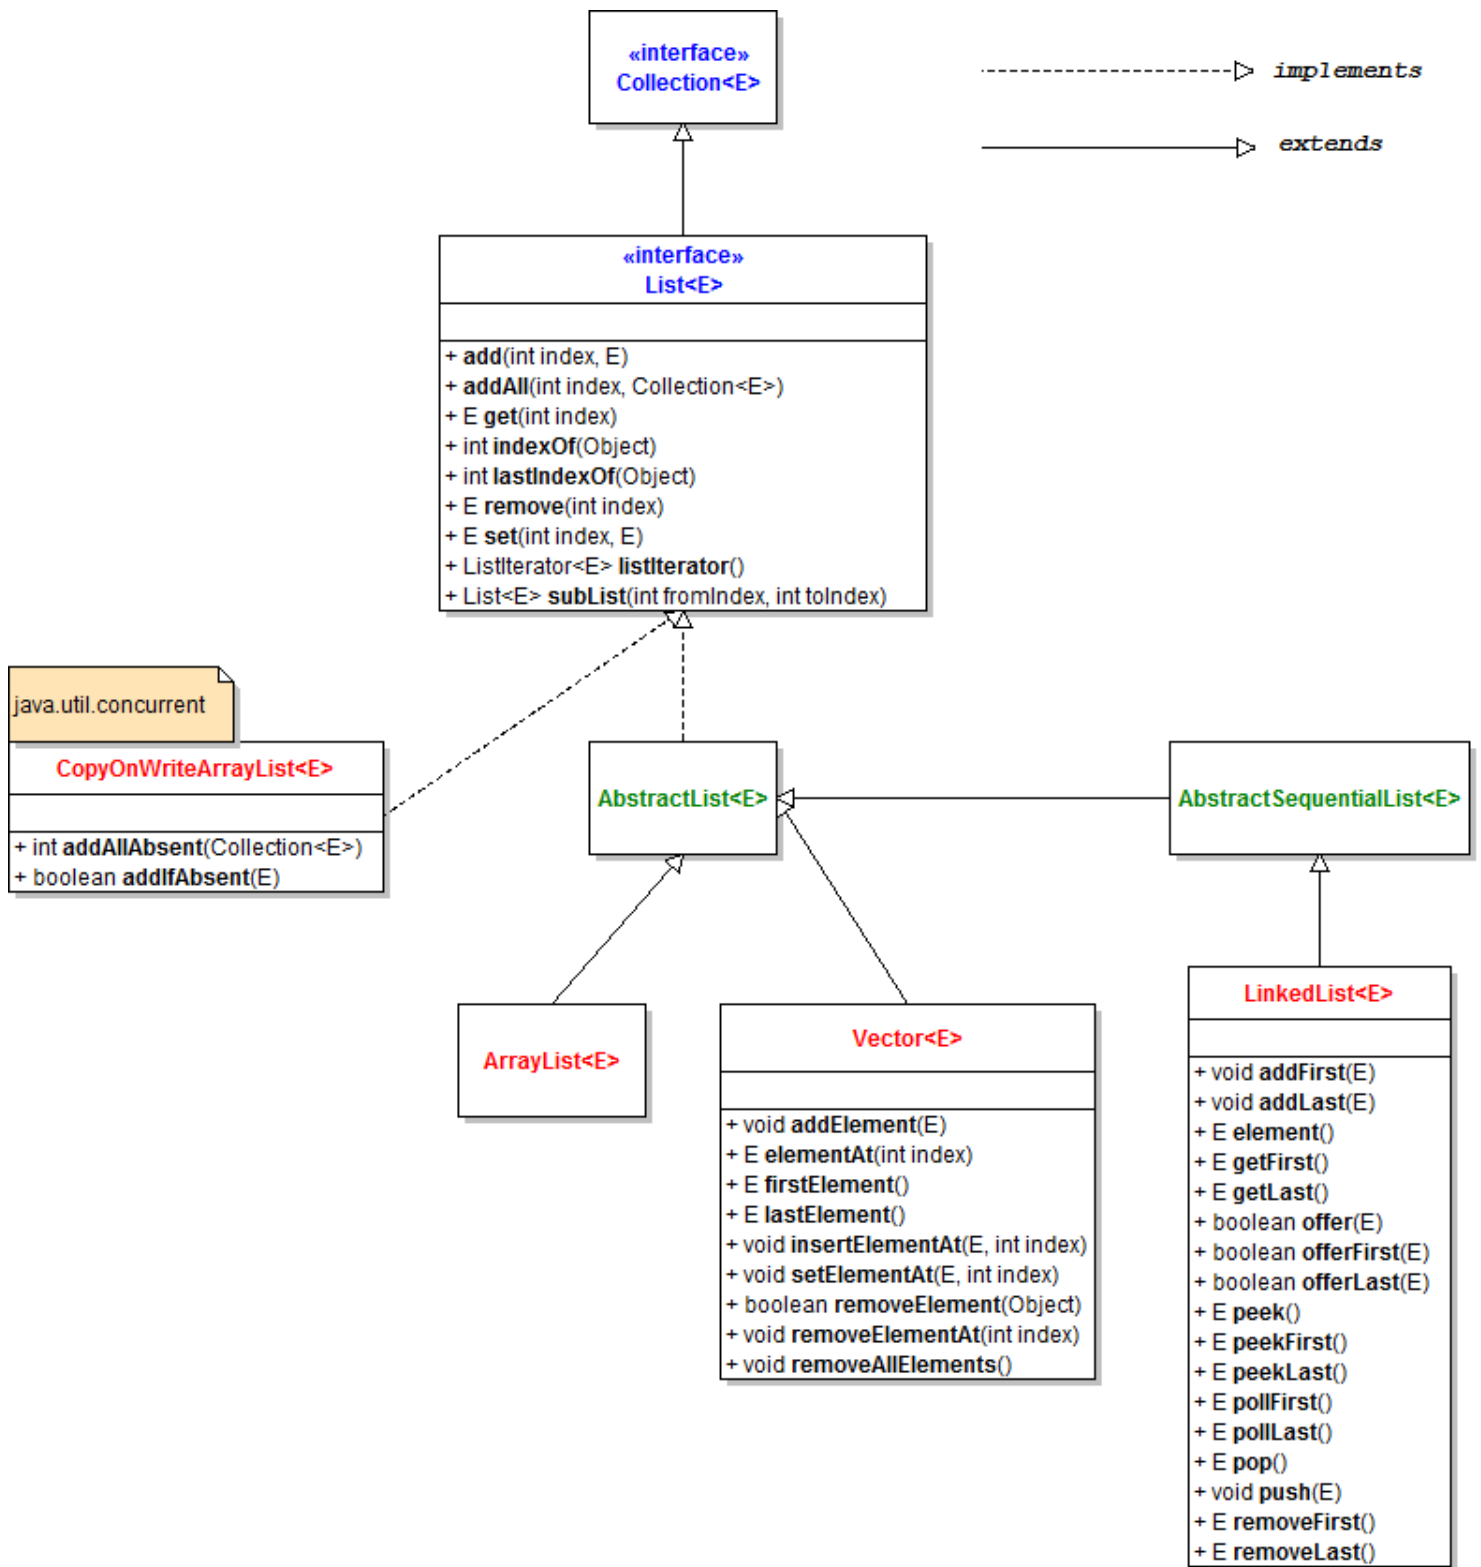 «interface»
Collection<E>
implements
extends
«interface»
List<E>
+ add(int index, E)
+ addAll(int index, Collection<E>)
+ E get(int index)
+ int indexOf(Object)
+ int lastIndexOf(Object)
+ E remove(int index)
+ E set(int index, E)
+ ListIterator<E> listIterator()
+ List<E> subList(int fromIndex, int toIndex)
java.util.concurrent
CopyOnWriteArrayList<E>
+ int addAllAbsent(Collection<E>)
+ boolean addIfAbsent(E)
AbstractList<E>
AbstractSequentialList<E>
ArrayList<E>
Vector<E>
+ void addElement(E)
+ E elementAt(int index)
+ E firstElement()
+ E lastElement()
+ void insertElementAt(E, int index)
+ void setElementAt(E, int index)
+ boolean removeElement(Object)
+ void removeElementAt(int index)
+ void removeAllElements()
LinkedList<E>
+ void addFirst(E)
+ void addLast(E)
+ E element()
+ E getFirst()
+ E getLast()
+ boolean offer(E)
+ boolean offerFirst(E)
+ boolean offerLast(E)
+ E peek()
+ E peekFirst()
+ E peekLast()
+ E pollFirst()
+ E pollLast()
+ E pop()
+ void push(E)
+ E removeFirst()
+ E removeLast()